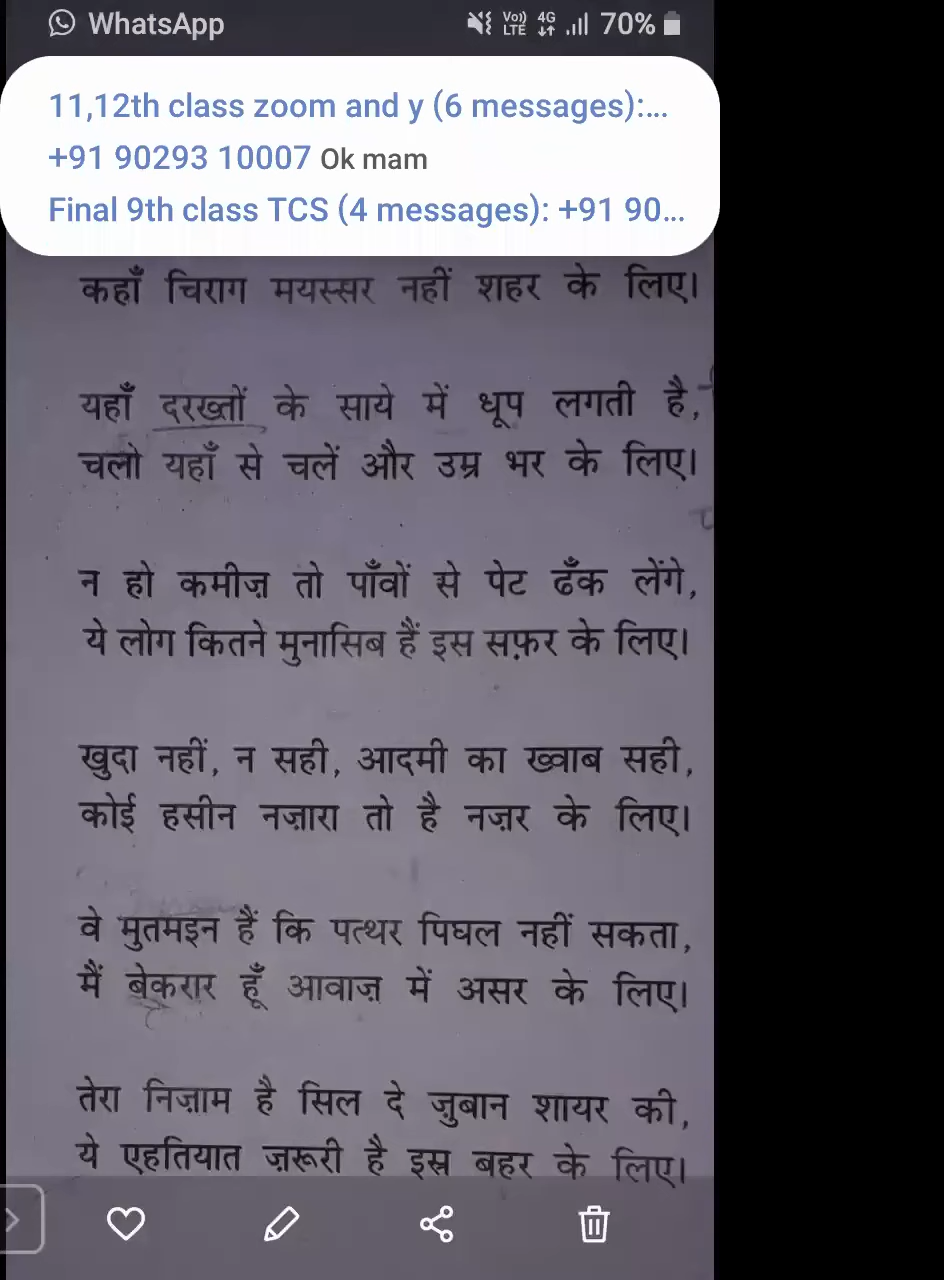 WhatsApp
Vo)) LTE 4G 70%
11,12th class zoom and y (6 messages):...
+91 90293 10007 Ok mam
Final 9th class TCS (4 messages): +91 90...
कहाँ चिराग मयस्सर नहीं शहर के लिए।
यहाँ दरख्तों के साये में धूप लगती है,
चलो यहाँ से चलें और उम्र भर के लिए।
न हो कमीज़ तो पाँवों से पेट ढँक लेंगे,
ये लोग कितने मुनासिब हैं इस सफ़र के लिए।
खुदा नहीं, न सही, आदमी का ख्वाब सही,
कोई हसीन नज़ारा तो है नज़र के लिए।
वे मुतमइन हैं कि पत्थर पिघल नहीं सकता,
मैं बेकरार हूँ आवाज़ में असर के लिए।
तेरा निज़ाम है सिल दे ज़ुबान शायर की,
ये एहतियात ज़रूरी है इस बहर के लिए।